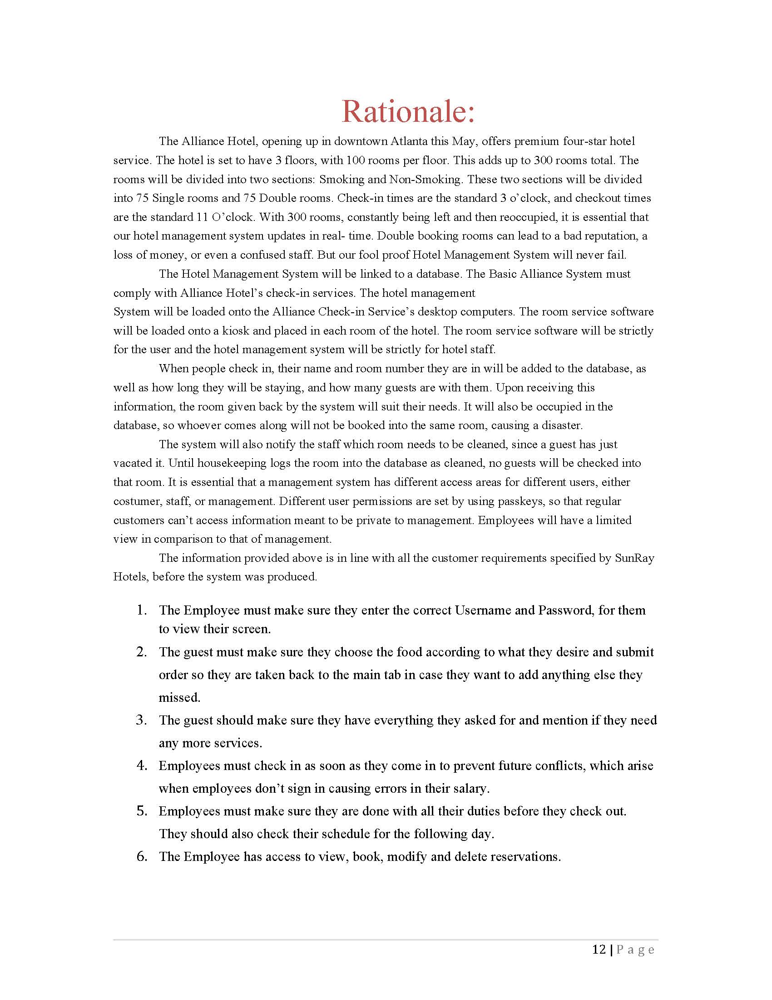 Rationale:
The Alliance Hotel, opening up in downtown Atlanta this May, offers premium four-star hotel
service. The hotel is set to have 3 floors, with 100 rooms per floor. This adds up to 300 rooms total. The
rooms will be divided into two sections: Smoking and Non-Smoking. These two sections will be divided
into 75 Single rooms and 75 Double rooms. Check-in times are the standard 3 o’clock, and checkout times
are the standard 11 O’clock. With 300 rooms, constantly being left and then reoccupied, it is essential that
our hotel management system updates in real- time. Double booking rooms can lead to a bad reputation, a
loss of money, or even a confused staff. But our fool proof Hotel Management System will never fail.
The Hotel Management System will be linked to a database. The Basic Alliance System must
comply with Alliance Hotel’s check-in services. The hotel management
System will be loaded onto the Alliance Check-in Service’s desktop computers. The room service software
will be loaded onto a kiosk and placed in each room of the hotel. The room service software will be strictly
for the user and the hotel management system will be strictly for hotel staff.
When people check in, their name and room number they are in will be added to the database, as
well as how long they will be staying, and how many guests are with them. Upon receiving this
information, the room given back by the system will suit their needs. It will also be occupied in the
database, so whoever comes along will not be booked into the same room, causing a disaster.
The system will also notify the staff which room needs to be cleaned, since a guest has just
vacated it. Until housekeeping logs the room into the database as cleaned, no guests will be checked into
that room. It is essential that a management system has different access areas for different users, either
costumer, staff, or management. Different user permissions are set by using passkeys, so that regular
customers can’t access information meant to be private to management. Employees will have a limited
view in comparison to that of management.
The information provided above is in line with all the customer requirements specified by SunRay
Hotels, before the system was produced.
1. The Employee must make sure they enter the correct Username and Password, for them
to view their screen.
2. The guest must make sure they choose the food according to what they desire and submit
order so they are taken back to the main tab in case they want to add anything else they
missed.
3. The guest should make sure they have everything they asked for and mention if they need
any more services.
4. Employees must check in as soon as they come in to prevent future conflicts, which arise
when employees don’t sign in causing errors in their salary.
5. Employees must make sure they are done with all their duties before they check out.
They should also check their schedule for the following day.
6. The Employee has access to view, book, modify and delete reservations.
12 | P a g e